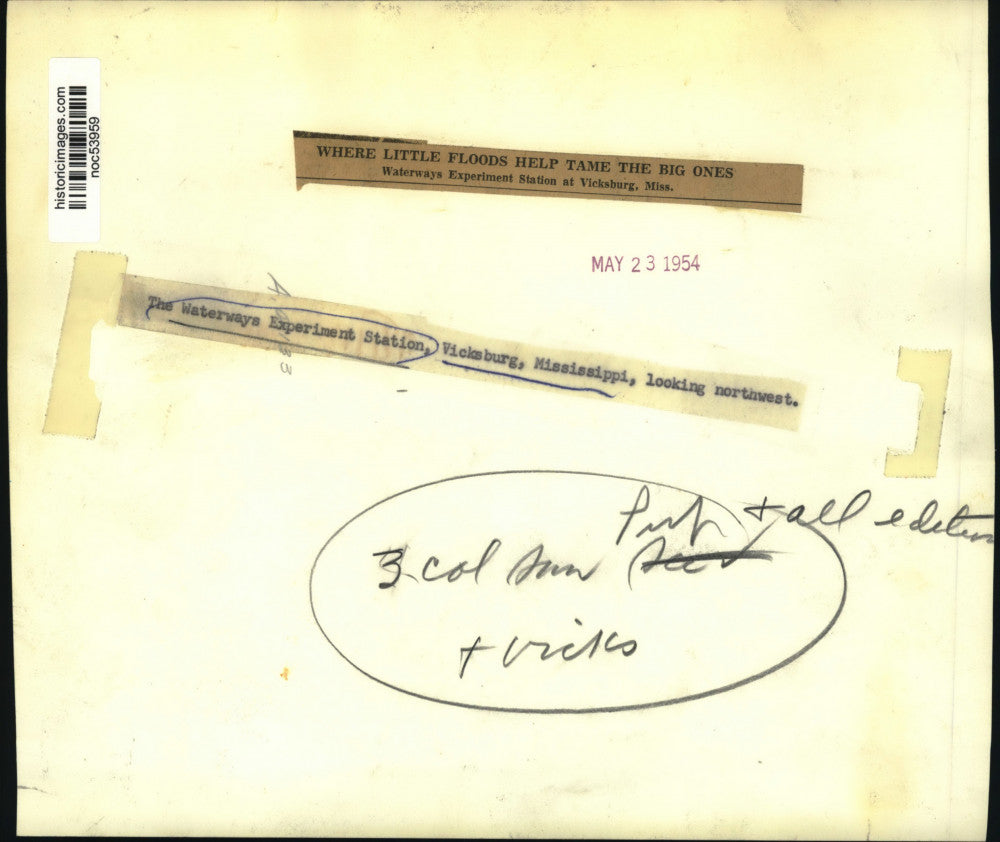 historicimages.com
noc53959
WHERE LITTLE FLOODS HELP TAME THE BIG ONES
Waterways Experiment Station at Vicksburg, Miss.
MAY 23 1954
The Waterways Experiment Station, Vicksburg, Mississippi, looking northwest.
+ all edition
3 col sun
+ Vicks